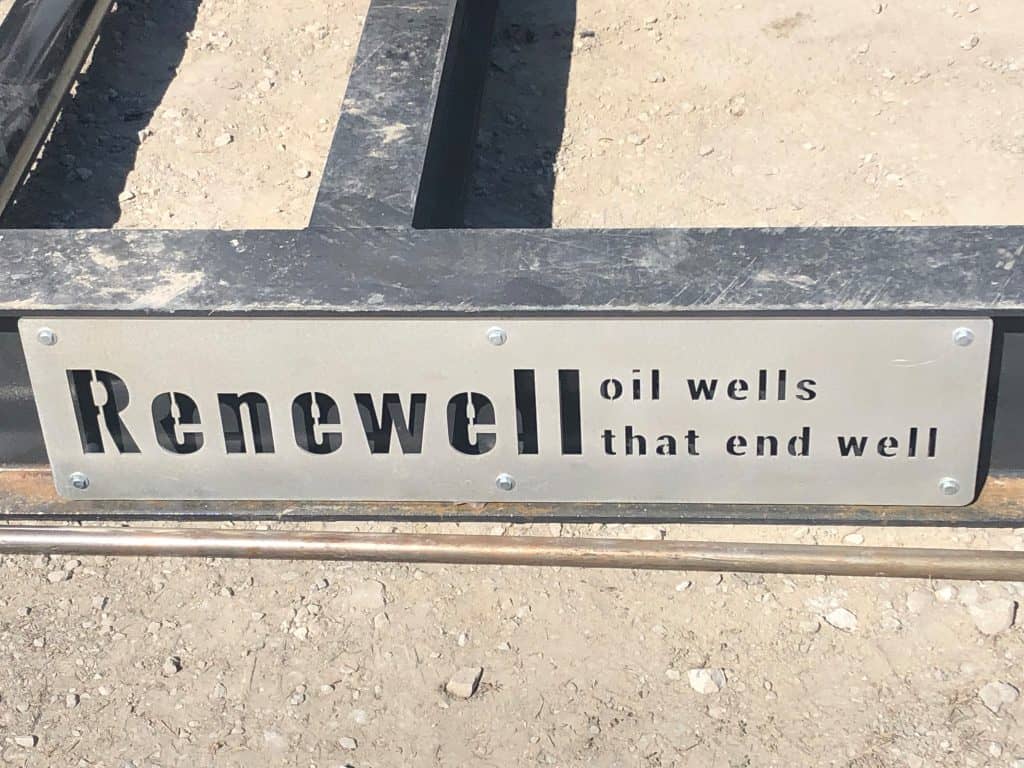 Renewell
oil wells
that end well